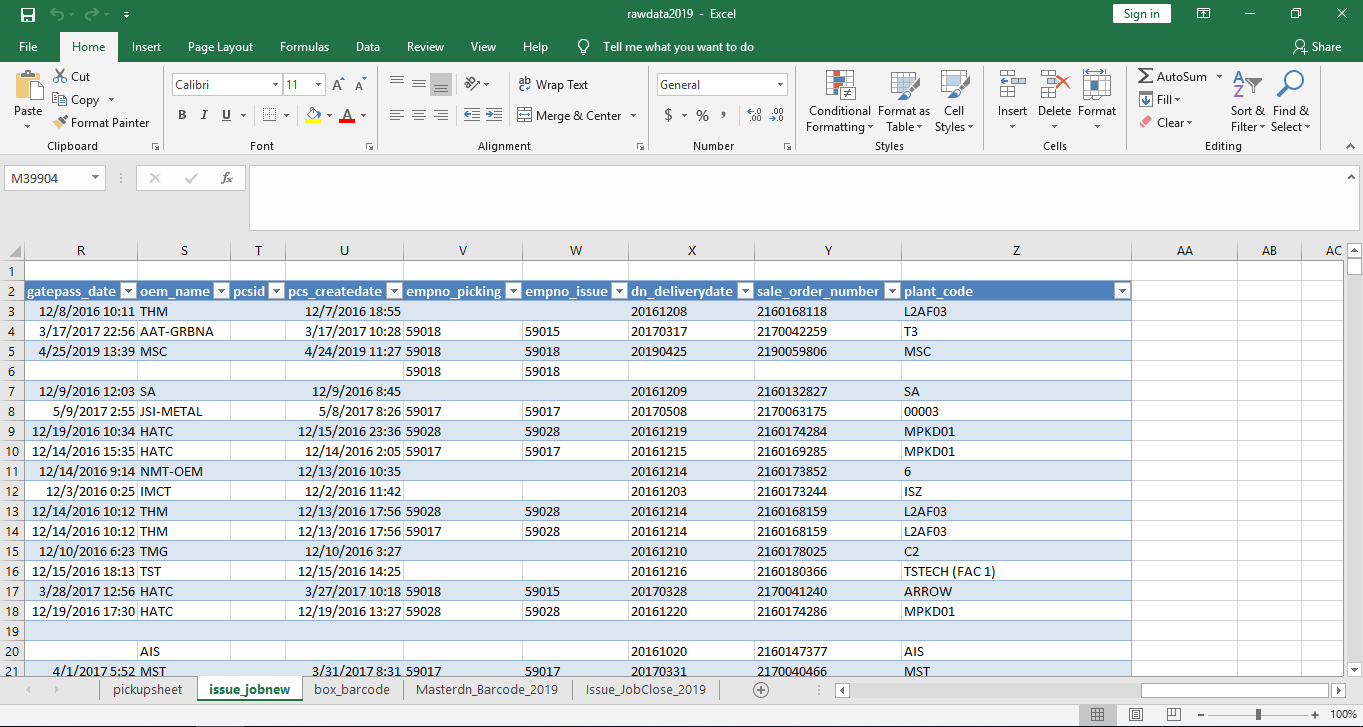 rawdata2019 - Excel
Sign in
File Home Insert Page Layout Formulas Data Review View Help Tell me what you want to do Share
Paste Cut Copy Format Painter
Clipboard
Calibri 11 A A
B I U A
Font
ab Wrap Text
Merge & Center
Alignment
General
$ % , .00 .00
Number
Conditional Formatting Format as Table Cell Styles
Styles
Insert Delete Format
Cells
AutoSum
Fill
Clear
Sort & Filter Find & Select
Editing
M39904 fx
R S T U V W X Y Z AA AB AC
1
2 gatepass_date oem_name pcsid pcs_createdate empno_picking empno_issue dn_deliverydate sale_order_number plant_code
3 12/8/2016 10:11 THM 12/7/2016 18:55 20161208 2160168118 L2AF03
4 3/17/2017 22:56 AAT-GRBNA 3/17/2017 10:28 59018 59015 20170317 2170042259 T3
5 4/25/2019 13:39 MSC 4/24/2019 11:27 59018 59018 20190425 2190059806 MSC
6 59018 59018
7 12/9/2016 12:03 SA 12/9/2016 8:45 20161209 2160132827 SA
8 5/9/2017 2:55 JSI-METAL 5/8/2017 8:26 59017 59017 20170508 2170063175 00003
9 12/19/2016 10:34 HATC 12/15/2016 23:36 59028 59028 20161219 2160174284 MPKD01
10 12/14/2016 15:35 HATC 12/14/2016 2:05 59017 59017 20161215 2160169285 MPKD01
11 12/14/2016 9:14 NMT-OEM 12/13/2016 10:35 20161214 2160173852 6
12 12/3/2016 0:25 IMCT 12/2/2016 11:42 20161203 2160173244 ISZ
13 12/14/2016 10:12 THM 12/13/2016 17:56 59028 59028 20161214 2160168159 L2AF03
14 12/14/2016 10:12 THM 12/13/2016 17:56 59017 59028 20161214 2160168159 L2AF03
15 12/10/2016 6:23 TMG 12/10/2016 3:27 20161210 2160178025 C2
16 12/15/2016 18:13 TST 12/15/2016 14:25 20161216 2160180366 TSTECH (FAC 1)
17 3/28/2017 12:56 HATC 3/27/2017 10:18 59018 59015 20170328 2170041240 ARROW
18 12/19/2016 17:30 HATC 12/19/2016 13:27 59028 59028 20161220 2160174286 MPKD01
19
20 AIS 20161020 2160147377 AIS
21 4/1/2017 5:52 MST 3/31/2017 8:31 59017 59017 20170331 2170040466 MST
pickupsheet issue_jobnew box_barcode Masterdn_Barcode_2019 Issue_JobClose_2019
100%